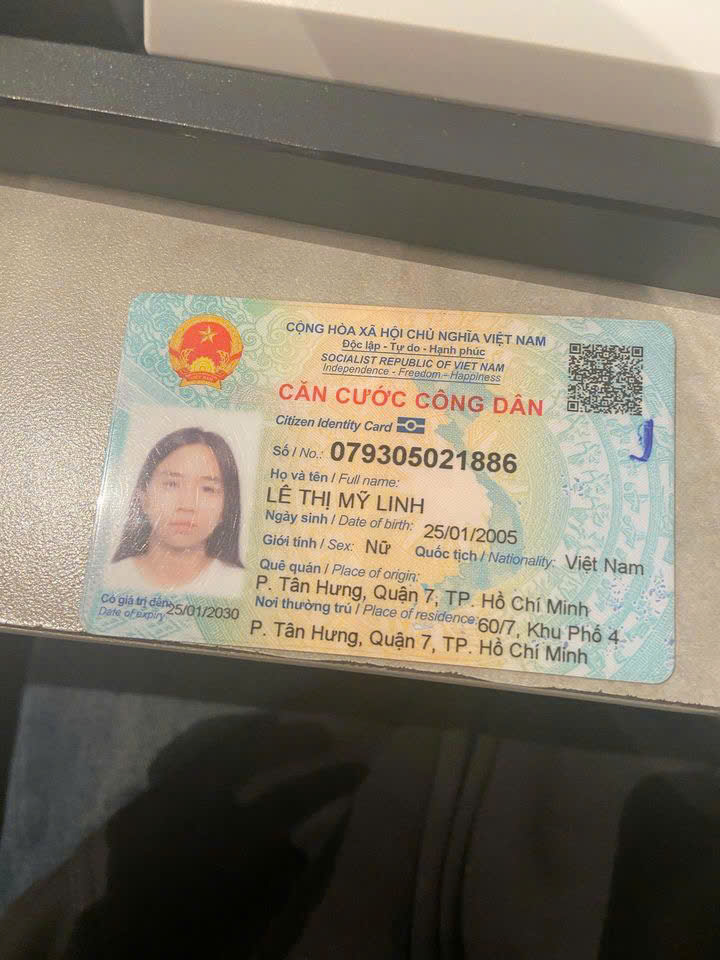 CỘNG HÒA XÃ HỘI CHỦ NGHĨA VIỆT NAM
Độc lập - Tự do - Hạnh phúc
SOCIALIST REPUBLIC OF VIET NAM
Independence - Freedom - Happiness
CĂN CƯỚC CÔNG DÂN
Citizen Identity Card
Số / No.: 079305021886
Họ và tên / Full name:
LÊ THỊ MỸ LINH
Ngày sinh / Date of birth: 25/01/2005
Giới tính / Sex: Nữ Quốc tịch / Nationality: Việt Nam
Quê quán / Place of origin:
P. Tân Hưng, Quận 7, TP. Hồ Chí Minh
Nơi thường trú / Place of residence: 60/7, Khu Phố 4
P. Tân Hưng, Quận 7, TP. Hồ Chí Minh
Có giá trị đến:
Date of expiry 25/01/2030